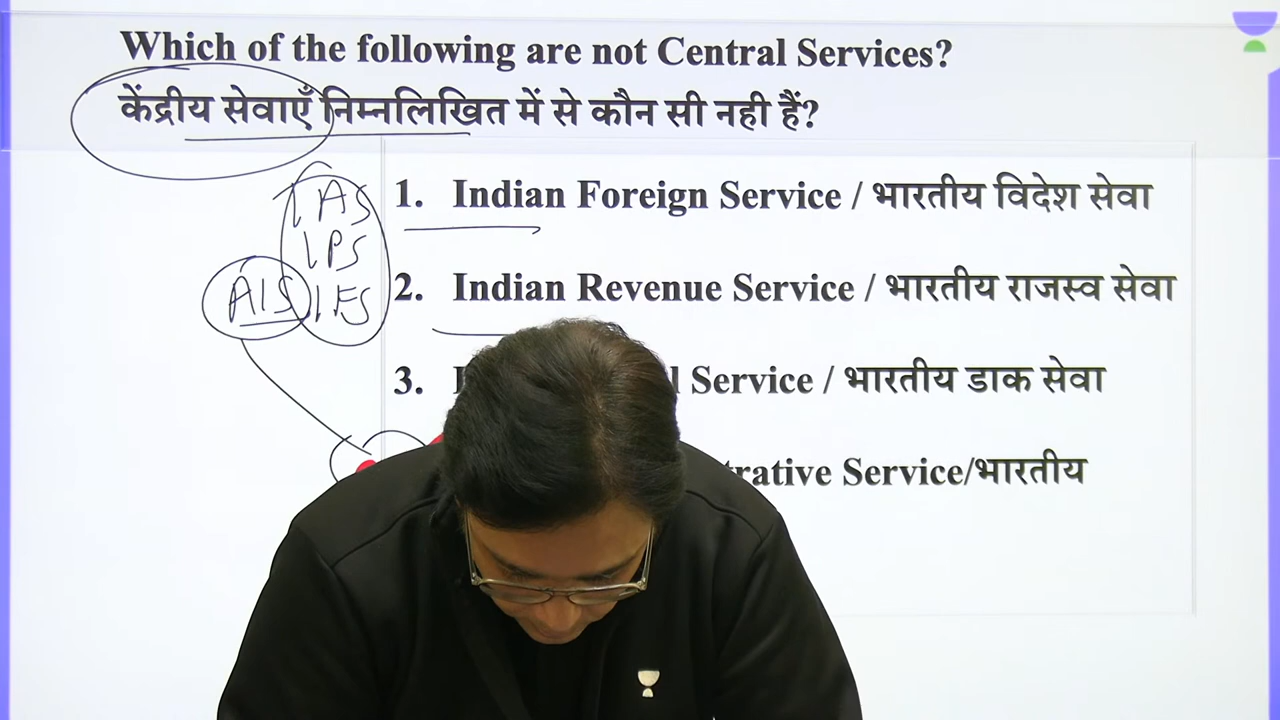 Which of the following are not Central Services?
केंद्रीय सेवाएँ निम्नलिखित में से कौन सी नही हैं?
IAS
IPS
AIS IFS
1. Indian Foreign Service / भारतीय विदेश सेवा
2. Indian Revenue Service / भारतीय राजस्व सेवा
3. Service / भारतीय डाक सेवा
Service/भारतीय